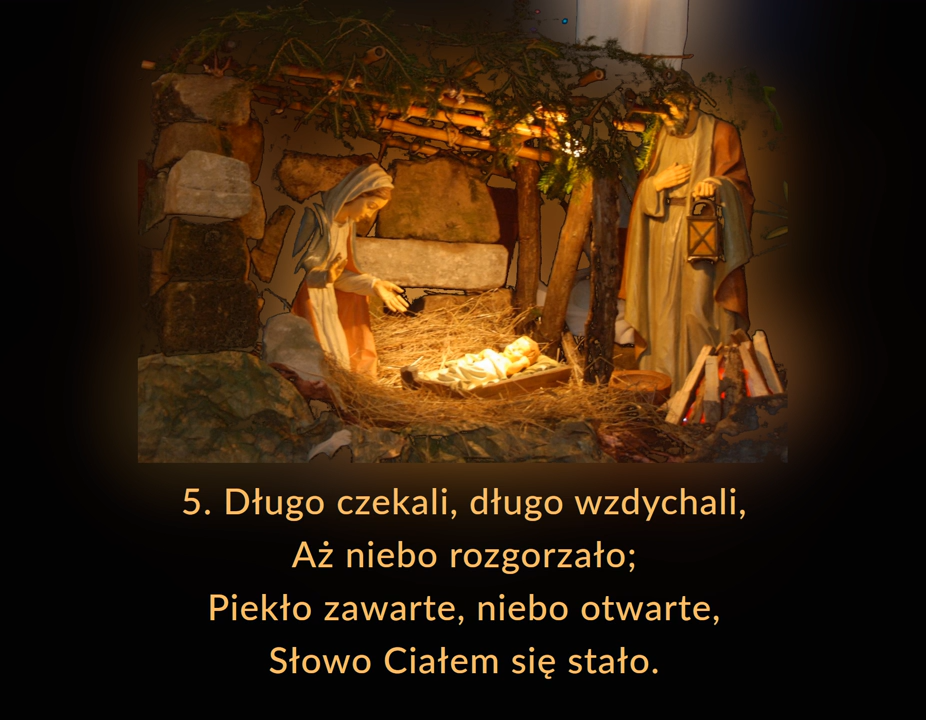 5. Długo czekali, długo wzdychali,
Aż niebo rozgorzało;
Piekło zawarte, niebo otwarte,
Słowo Ciałem się stało.